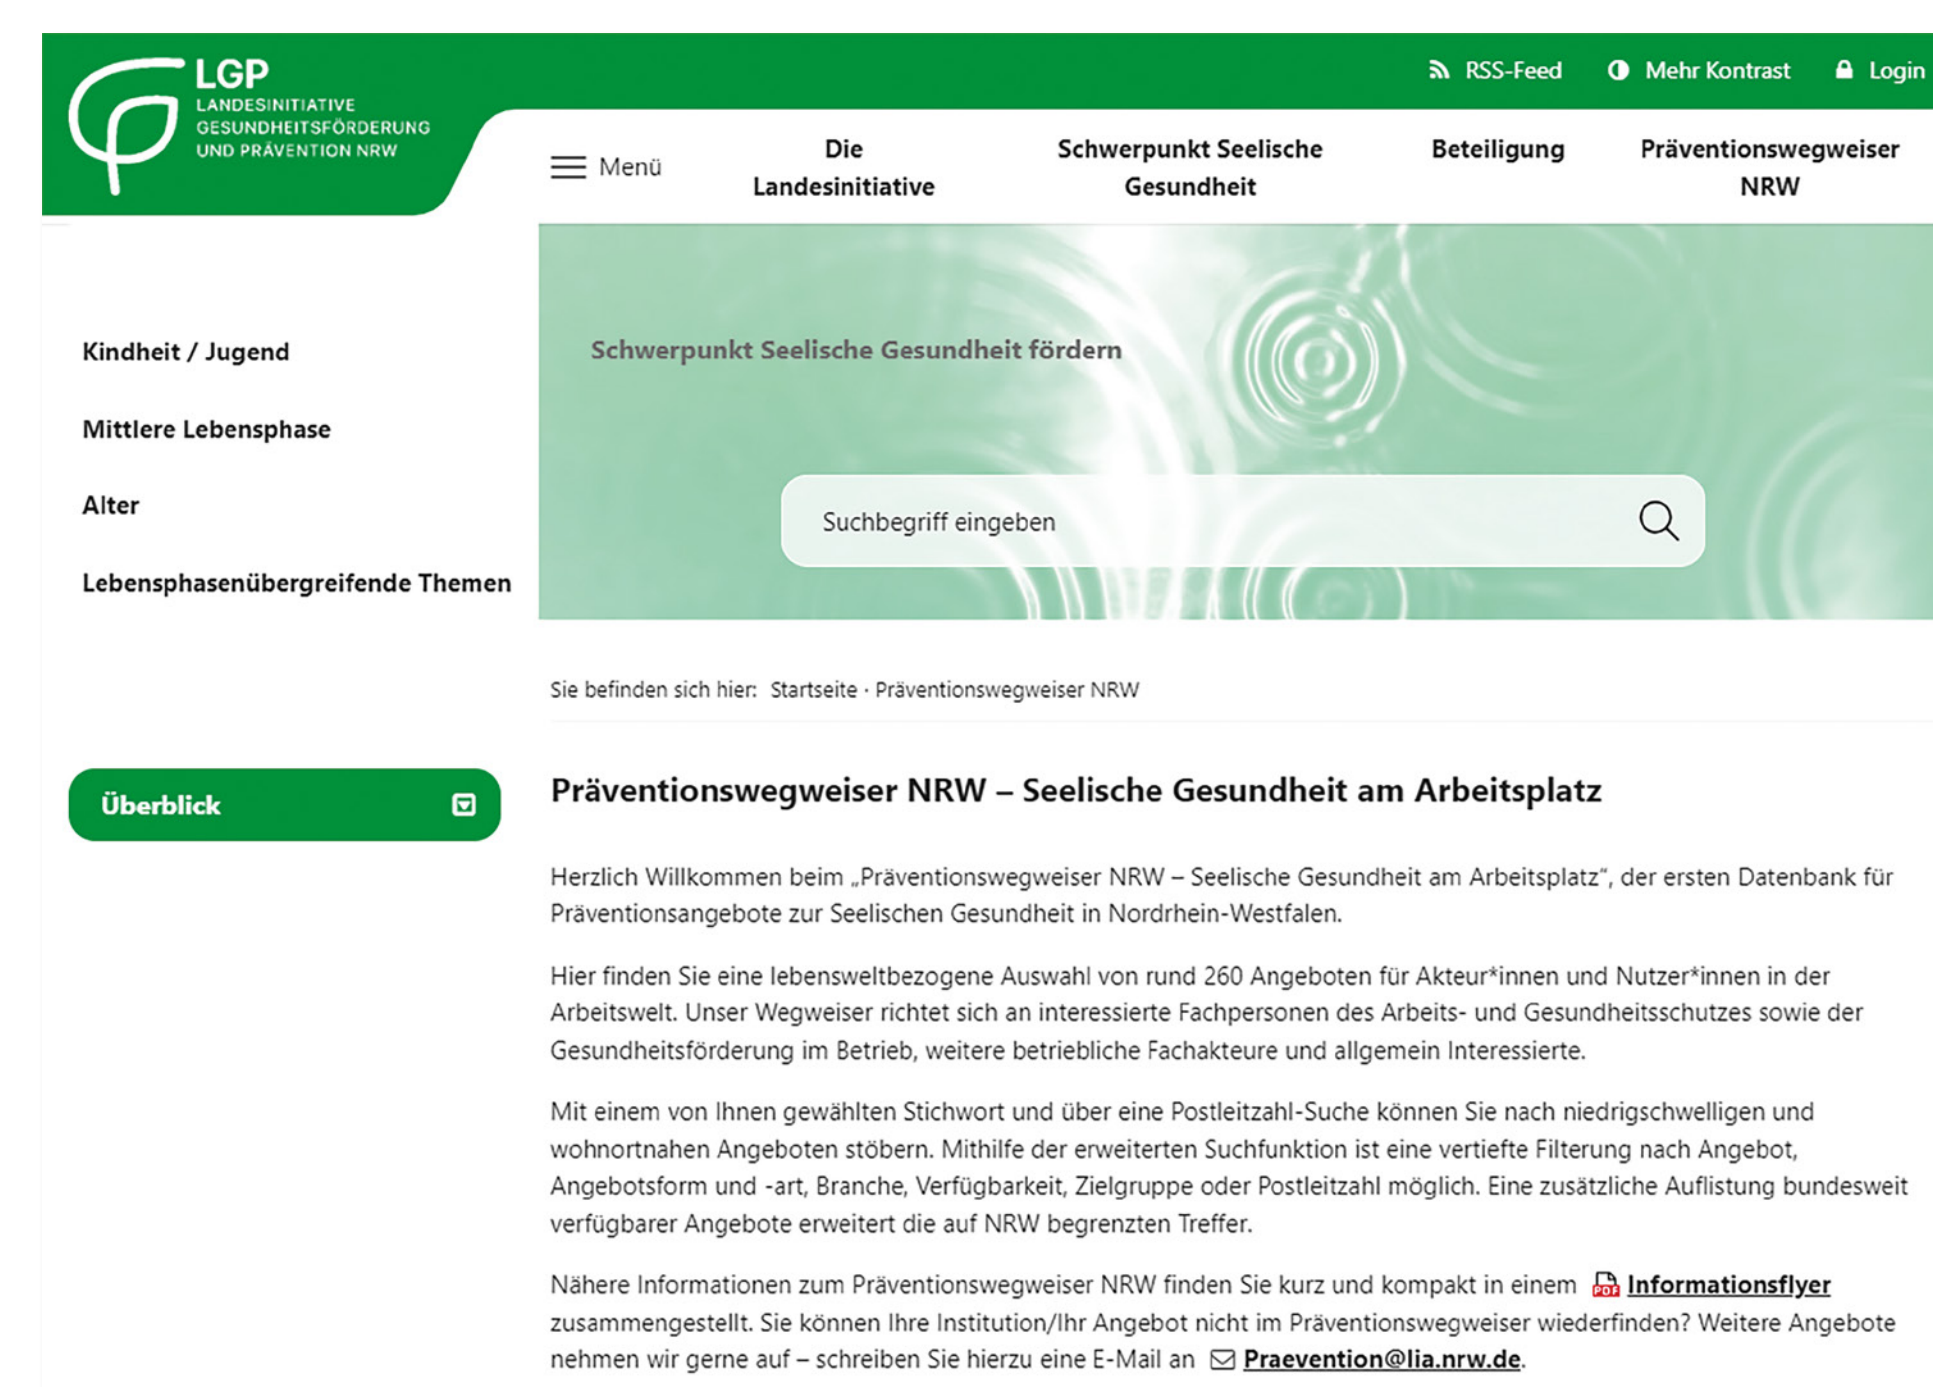 LGP
LANDESINITIATIVE
GESUNDHEITSFÖRDERUNG
UND PRÄVENTION NRW
RSS-Feed
Mehr Kontrast
Login
Menü
Die
Landesinitiative
Schwerpunkt Seelische
Gesundheit
Beteiligung
Präventionswegweiser
NRW
Kindheit / Jugend
Mittlere Lebensphase
Alter
Lebensphasenübergreifende Themen
Schwerpunkt Seelische Gesundheit fördern
Suchbegriff eingeben
Sie befinden sich hier: Startseite · Präventionswegweiser NRW
Überblick
Präventionswegweiser NRW – Seelische Gesundheit am Arbeitsplatz
Herzlich Willkommen beim „Präventionswegweiser NRW – Seelische Gesundheit am Arbeitsplatz“, der ersten Datenbank für
Präventionsangebote zur Seelischen Gesundheit in Nordrhein-Westfalen.
Hier finden Sie eine lebensweltbezogene Auswahl von rund 260 Angeboten für Akteur*innen und Nutzer*innen in der
Arbeitswelt. Unser Wegweiser richtet sich an interessierte Fachpersonen des Arbeits- und Gesundheitsschutzes sowie der
Gesundheitsförderung im Betrieb, weitere betriebliche Fachakteure und allgemein Interessierte.
Mit einem von Ihnen gewählten Stichwort und über eine Postleitzahl-Suche können Sie nach niedrigschwelligen und
wohnortnahen Angeboten stöbern. Mithilfe der erweiterten Suchfunktion ist eine vertiefte Filterung nach Angebot,
Angebotsform und -art, Branche, Verfügbarkeit, Zielgruppe oder Postleitzahl möglich. Eine zusätzliche Auflistung bundesweit
verfügbarer Angebote erweitert die auf NRW begrenzten Treffer.
Nähere Informationen zum Präventionswegweiser NRW finden Sie kurz und kompakt in einem PDF Informationsflyer
zusammengestellt. Sie können Ihre Institution/Ihr Angebot nicht im Präventionswegweiser wiederfinden? Weitere Angebote
nehmen wir gerne auf – schreiben Sie hierzu eine E-Mail an Praevention@lia.nrw.de.